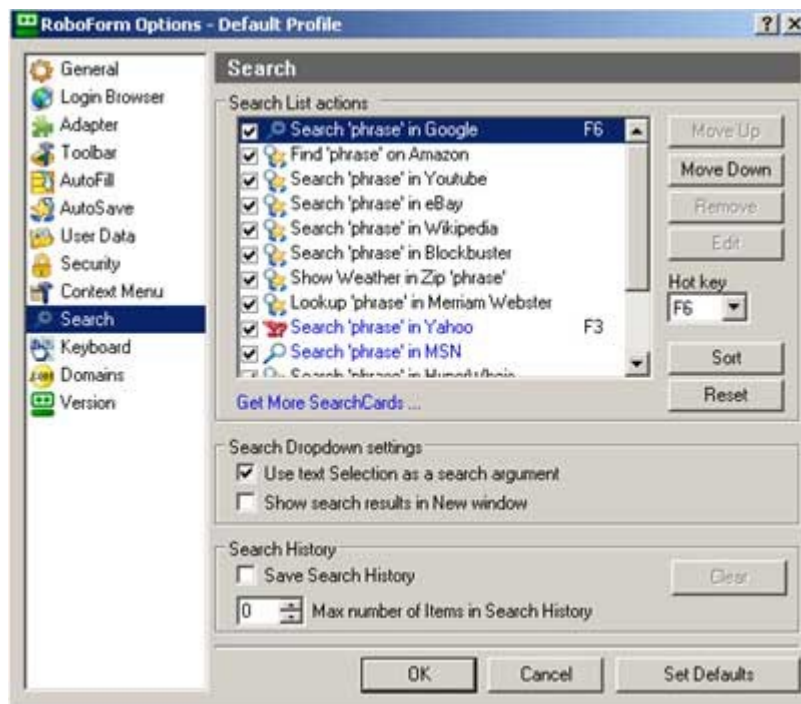 RoboForm Options - Default Profile
General
Login Browser
Adapter
Toolbar
AutoFill
AutoSave
User Data
Security
Context Menu
Search
Keyboard
Domains
Version
Search
Search List actions
Search 'phrase' in Google F6
Find 'phrase' on Amazon
Search 'phrase' in Youtube
Search 'phrase' in eBay
Search 'phrase' in Wikipedia
Search 'phrase' in Blockbuster
Show Weather in Zip 'phrase'
Lookup 'phrase' in Merriam Webster
Search 'phrase' in Yahoo F3
Search 'phrase' in MSN
Search 'phrase' in
Get More SearchCards ...
Move Up
Move Down
Remove
Edit
Hot key
F6
Sort
Reset
Search Dropdown settings
Use text Selection as a search argument
Show search results in New window
Search History
Save Search History
Clear
0 Max number of Items in Search History
OK Cancel Set Defaults